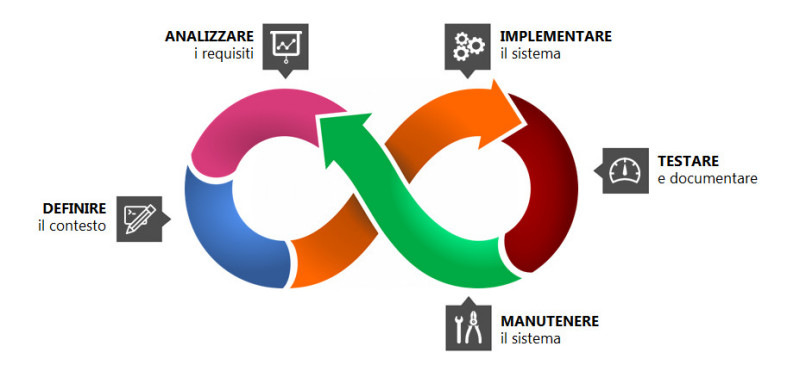 ANALIZZARE
i requisiti
IMPLEMENTARE
il sistema
TESTARE
e documentare
DEFINIRE
il contesto
MANUTENERE
il sistema